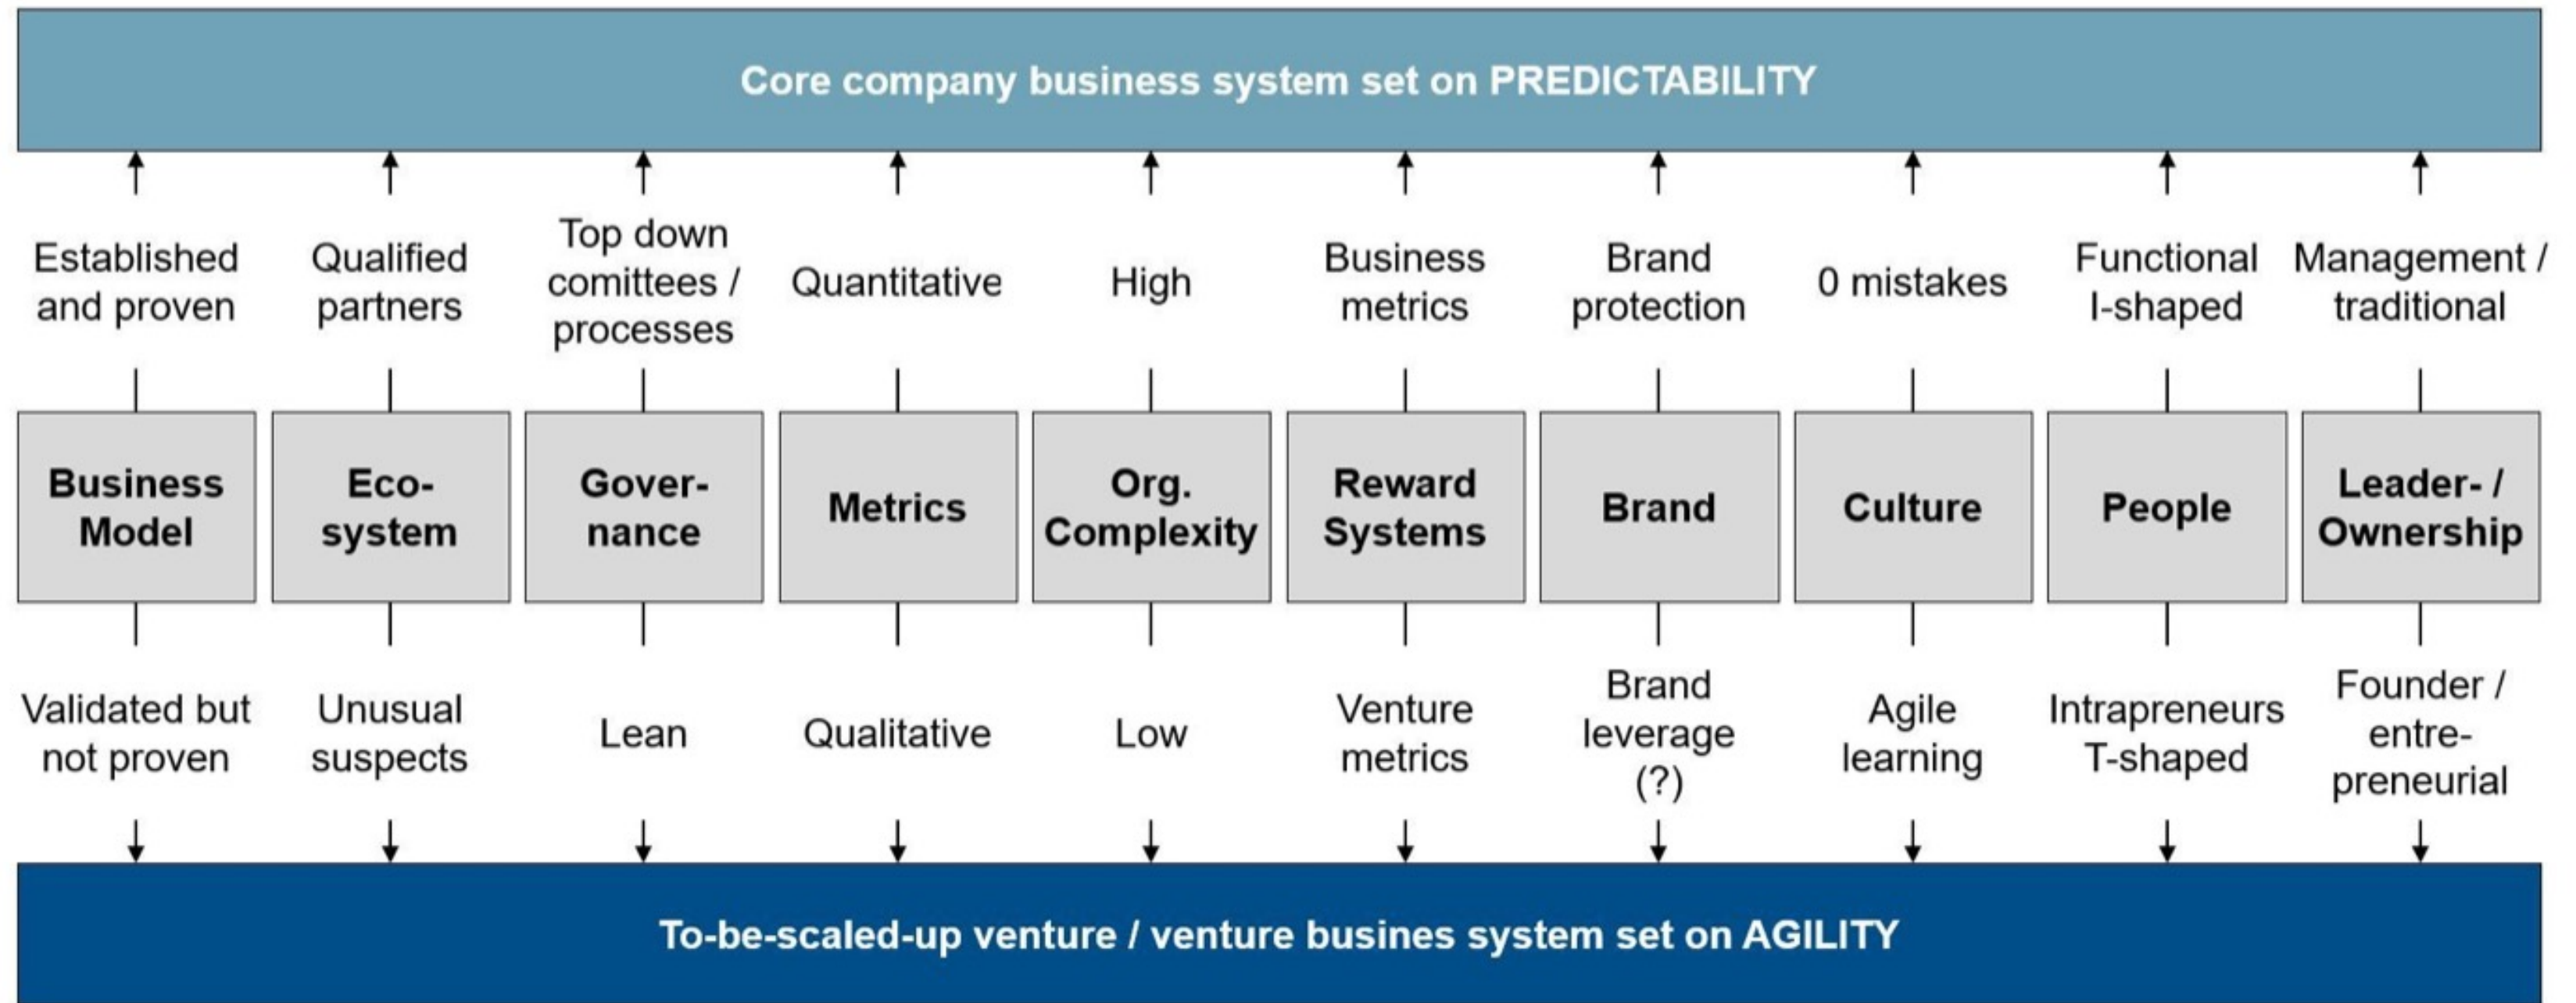 Core company business system set on PREDICTABILITY
Established
and proven
Qualified
partners
Top down
comittees /
processes
Quantitative
High
Business
metrics
Brand
protection
0 mistakes
Functional
I-shaped
Management /
traditional
Business
Model
Eco-
system
Gover-
nance
Metrics
Org.
Complexity
Reward
Systems
Brand
Culture
People
Leader- /
Ownership
Validated but
not proven
Unusual
suspects
Lean
Qualitative
Low
Venture
metrics
Brand
leverage
(?)
Agile
learning
Intrapreneurs
T-shaped
Founder /
entre-
preneurial
To-be-scaled-up venture / venture busines system set on AGILITY